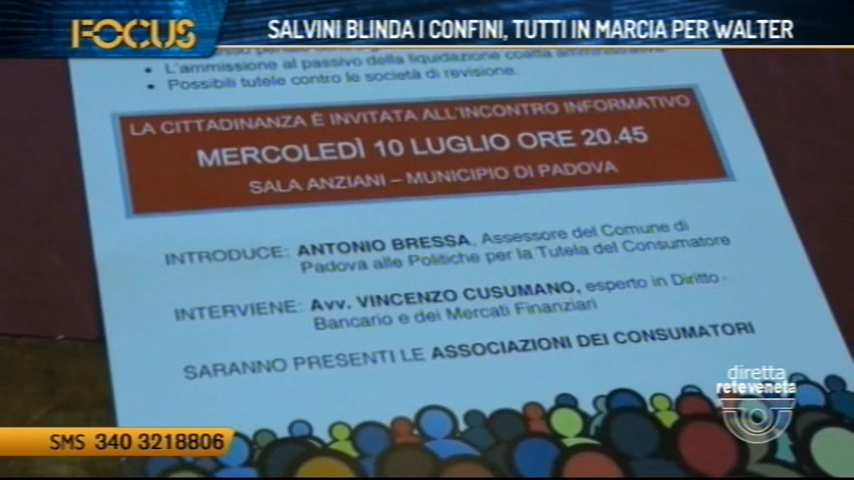 FOCUS
SALVINI BLINDA I CONFINI, TUTTI IN MARCIA PER WALTER
• L'ammissione al passivo della liquidazione coatta
• Possibili tutele contro le società di revisione.
LA CITTADINANZA È INVITATA ALL'INCONTRO INFORMATIVO
MERCOLEDÌ 10 LUGLIO ORE 20.45
SALA ANZIANI – MUNICIPIO DI PADOVA
INTRODUCE: ANTONIO BRESSA, Assessore del Comune di
Padova alle Politiche per la Tutela del Consumatore
INTERVIENE: Avv. VINCENZO CUSUMANO, esperto in Diritto
Bancario e dei Mercati Finanziari
SARANNO PRESENTI LE ASSOCIAZIONI DEI CONSUMATORI
diretta
reteveneta
SMS 340 3218806